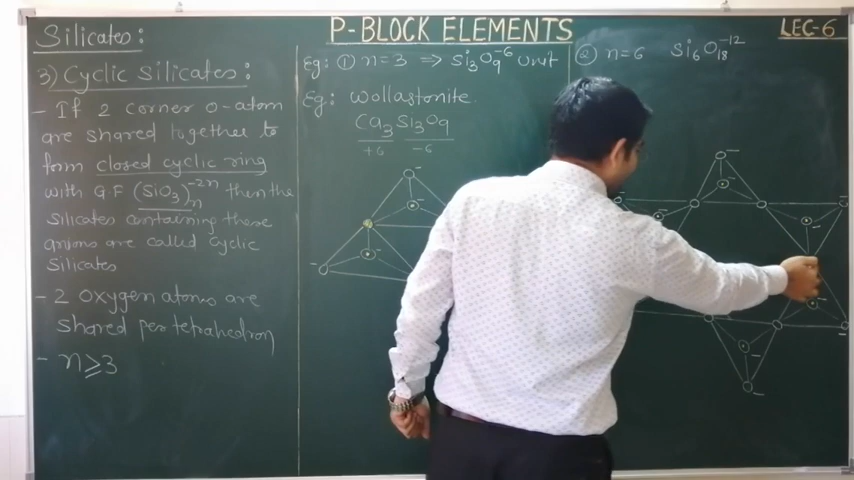 P-BLOCK ELEMENTS
LEC-6
Silicates:
3) Cyclic Silicates:
- If 2 corner O-atom
are shared together to
form closed cyclic ring
with G.F (SiO3)n^-2n then the
Silicates containing these
anions are called cyclic
Silicates
- 2 oxygen atoms are
shared per tetrahedron
- n ≥ 3
Eg: ① n=3 ⇒ Si3O9^-6 unit
Eg: Wollastonite.
Ca3 Si3O9
+6 -6
② n=6 Si6O18^-12